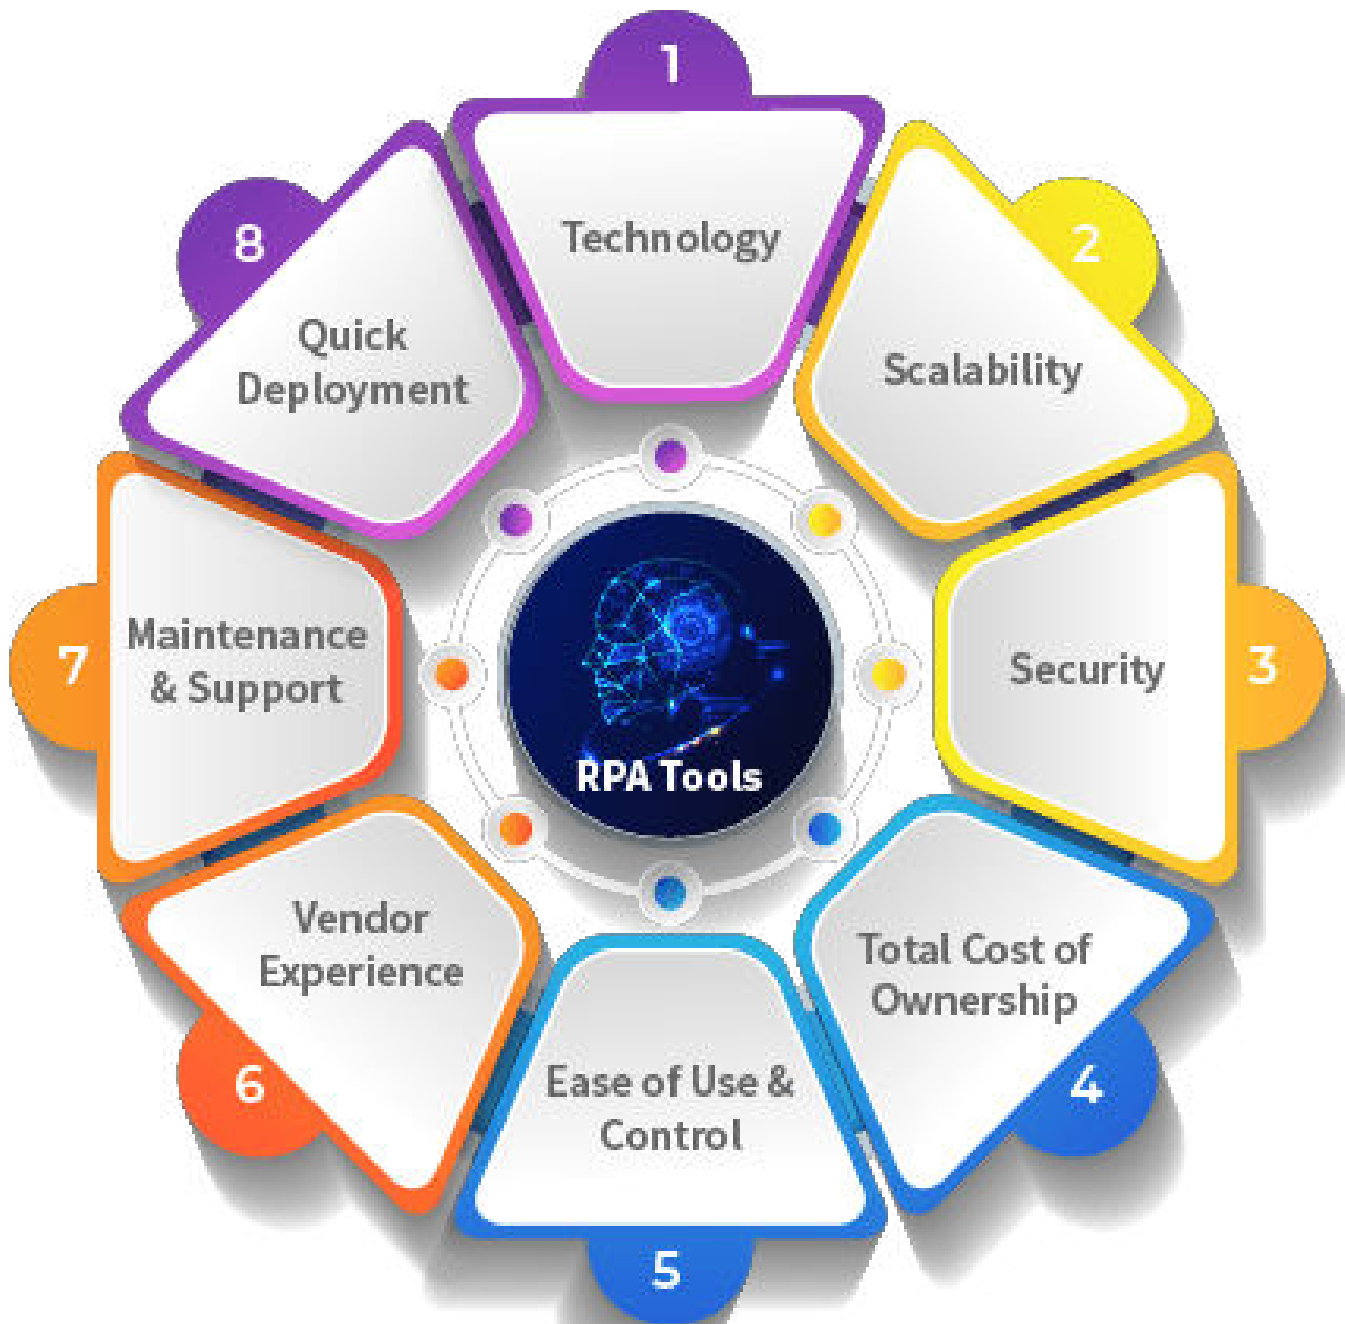 1
Technology
2
Scalability
3
Security
4
Total Cost of
Ownership
5
Ease of Use &
Control
6
Vendor
Experience
7
Maintenance
& Support
8
Quick
Deployment
RPA Tools